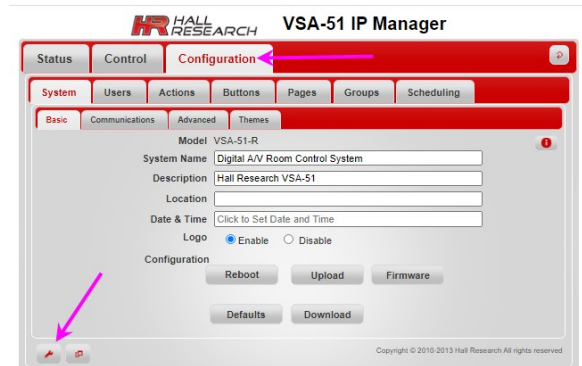 HR HALL RESEARCH VSA-51 IP Manager
Status Control Configuration
System Users Actions Buttons Pages Groups Scheduling
Basic Communications Advanced Themes
Model VSA-51-R
System Name Digital A/V Room Control System
Description Hall Research VSA-51
Location
Date & Time Click to Set Date and Time
Logo Enable Disable
Configuration
Reboot Upload Firmware
Defaults Download
Copyright © 2010-2013 Hall Research All rights reserved